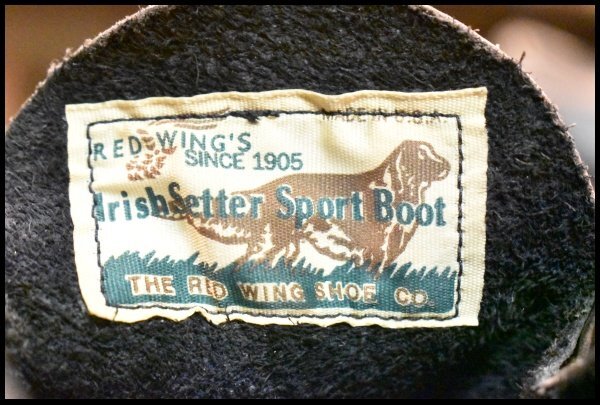 MADE IN U.S.A.
RED WING'S
SINCE 1905
Irish Setter Sport Boot
THE RED WING SHOE CO.